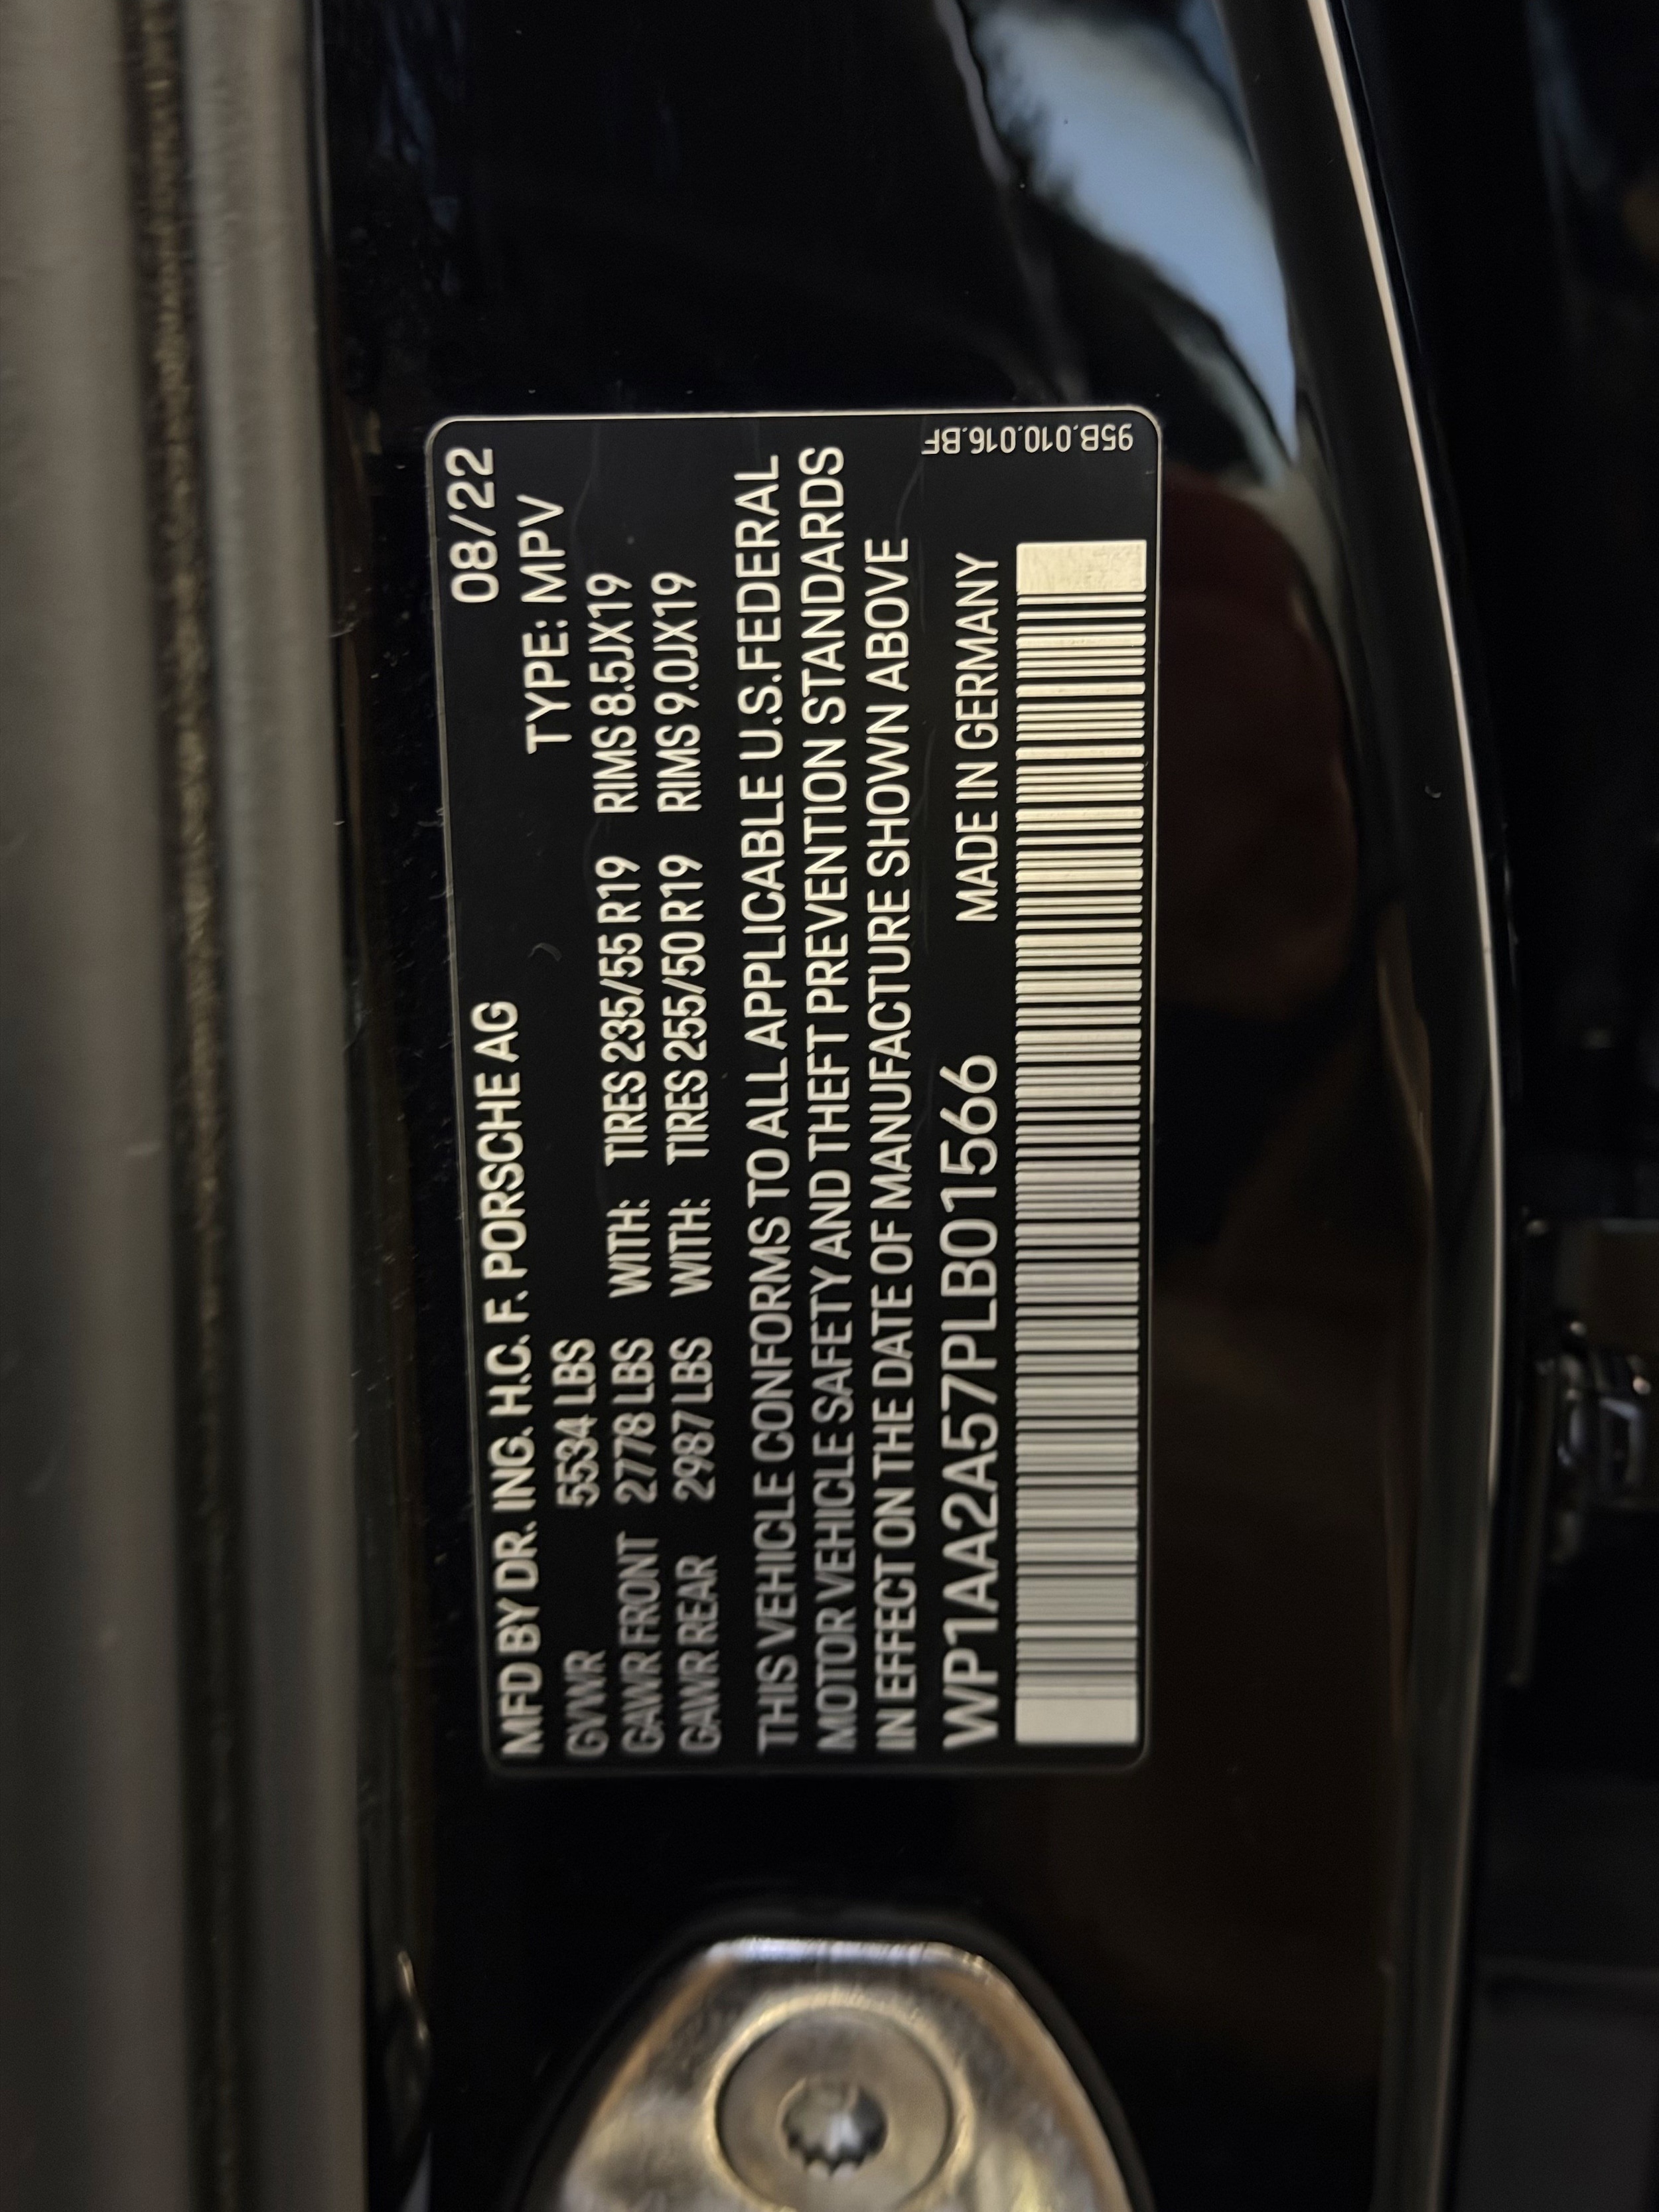 08/22
MFD BY DR. ING. H.C. F. PORSCHE AG
TYPE: MPV
GVWR 5534 LBS
GAWR FRONT 2778 LBS WITH: TIRES 235/55 R19 RIMS 8.5JX19
GAWR REAR 2987 LBS WITH: TIRES 255/50 R19 RIMS 9.0JX19
THIS VEHICLE CONFORMS TO ALL APPLICABLE U.S.FEDERAL
MOTOR VEHICLE SAFETY AND THEFT PREVENTION STANDARDS
IN EFFECT ON THE DATE OF MANUFACTURE SHOWN ABOVE
WP1AA2A57PLB01566 MADE IN GERMANY
95B.010.016.BF